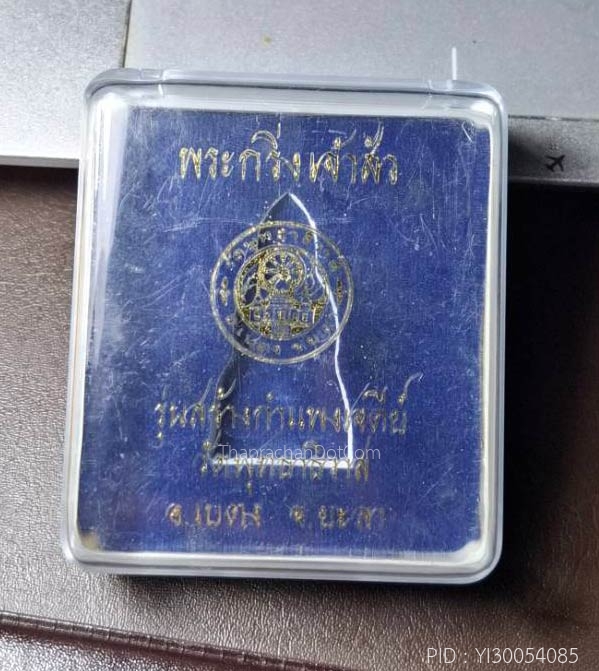 พระกริ่งเจ้าสัว
รุ่นสร้างกำแพงเจดีย์
ThaprachanDotCom
วัดพุทธาธิวาส
อ.เบตง จ.ยะลา
PID : YI30054085